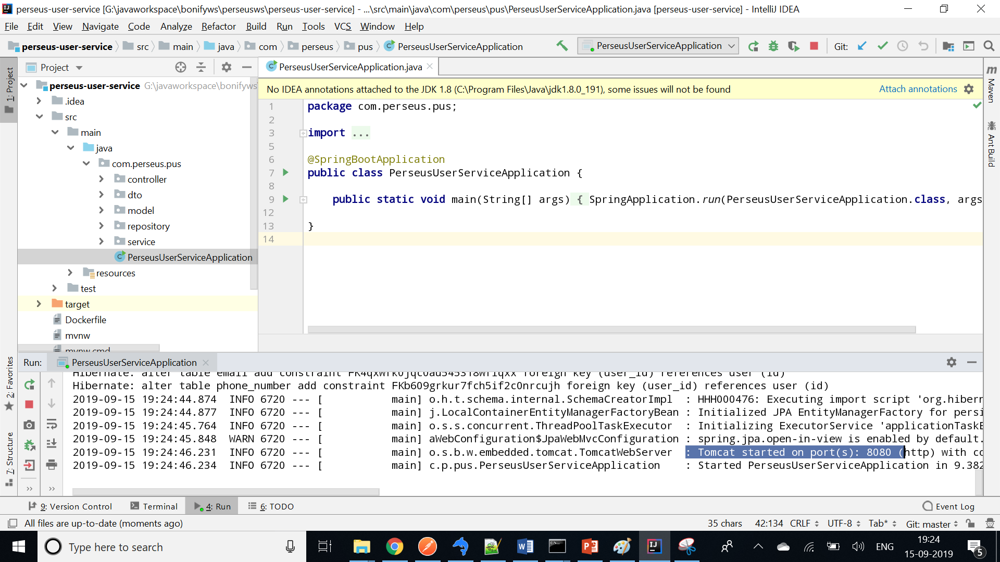 perseus-user-service [G:\javaworkspace\bonifyws\perseusws\perseus-user-service] - ...\src\main\java\com\perseus\pus\PerseusUserServiceApplication.java [perseus-user-service] - IntelliJ IDEA
File Edit View Navigate Code Analyze Refactor Build Run Tools VCS Window Help
perseus-user-service src main java com perseus pus PerseusUserServiceApplication PerseusUserServiceApplication Git:
1: Project
Project
PerseusUserServiceApplication.java
Maven
Ant Build
perseus-user-service G:\javaworkspace\bonifyws
.idea
src
main
java
com.perseus.pus
controller
dto
model
repository
service
PerseusUserServiceApplication
resources
test
target
Dockerfile
mvnw
mvnw.cmd
No IDEA annotations attached to the JDK 1.8 (C:\Program Files\Java\jdk1.8.0_191), some issues will not be found Attach annotations
1 package com.perseus.pus;
2
3 import ...
5
6 @SpringBootApplication
7 public class PerseusUserServiceApplication {
8
9 public static void main(String[] args) { SpringApplication.run(PerseusUserServiceApplication.class, args
12
13 }
14
2: Favorites
7: Structure
Run: PerseusUserServiceApplication
Hibernate: alter table email add constraint foreign key (user_id) references user (id)
Hibernate: alter table phone_number add constraint FKb609grkur7fch5if2c0nrcujh foreign key (user_id) references user (id)
2019-09-15 19:24:44.874 INFO 6720 --- [ main] o.h.t.schema.internal.SchemaCreatorImpl : HHH000476: Executing import script 'org.hibern
2019-09-15 19:24:44.877 INFO 6720 --- [ main] j.LocalContainerEntityManagerFactoryBean : Initialized JPA EntityManagerFactory for persi
2019-09-15 19:24:45.764 INFO 6720 --- [ main] o.s.s.concurrent.ThreadPoolTaskExecutor : Initializing ExecutorService 'applicationTaskE
2019-09-15 19:24:45.848 WARN 6720 --- [ main] aWebConfiguration$JpaWebMvcConfiguration : spring.jpa.open-in-view is enabled by default.
2019-09-15 19:24:46.231 INFO 6720 --- [ main] o.s.b.w.embedded.tomcat.TomcatWebServer : Tomcat started on port(s): 8080 (http) with co
2019-09-15 19:24:46.234 INFO 6720 --- [ main] c.p.pus.PerseusUserServiceApplication : Started PerseusUserServiceApplication in 9.382
9: Version Control Terminal 4: Run 6: TODO Event Log
All files are up-to-date (moments ago) 35 chars 42:134 CRLF UTF-8 Tab* Git: master
Type here to search ENG 19:24
15-09-2019 5